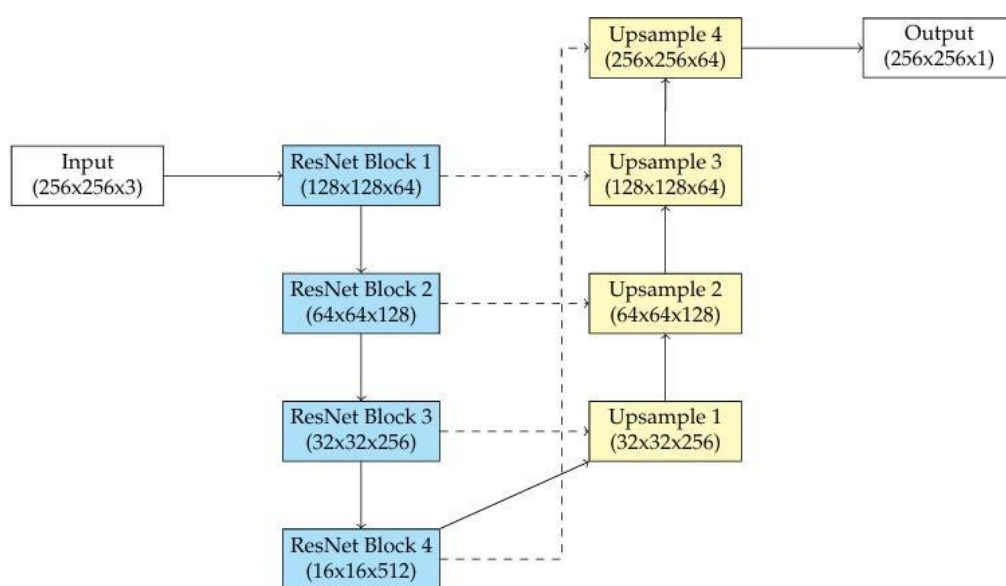 Upsample 4
(256x256x64)
Output
(256x256x1)
Input
(256x256x3)
ResNet Block 1
(128x128x64)
Upsample 3
(128x128x64)
ResNet Block 2
(64x64x128)
Upsample 2
(64x64x128)
ResNet Block 3
(32x32x256)
Upsample 1
(32x32x256)
ResNet Block 4
(16x16x512)